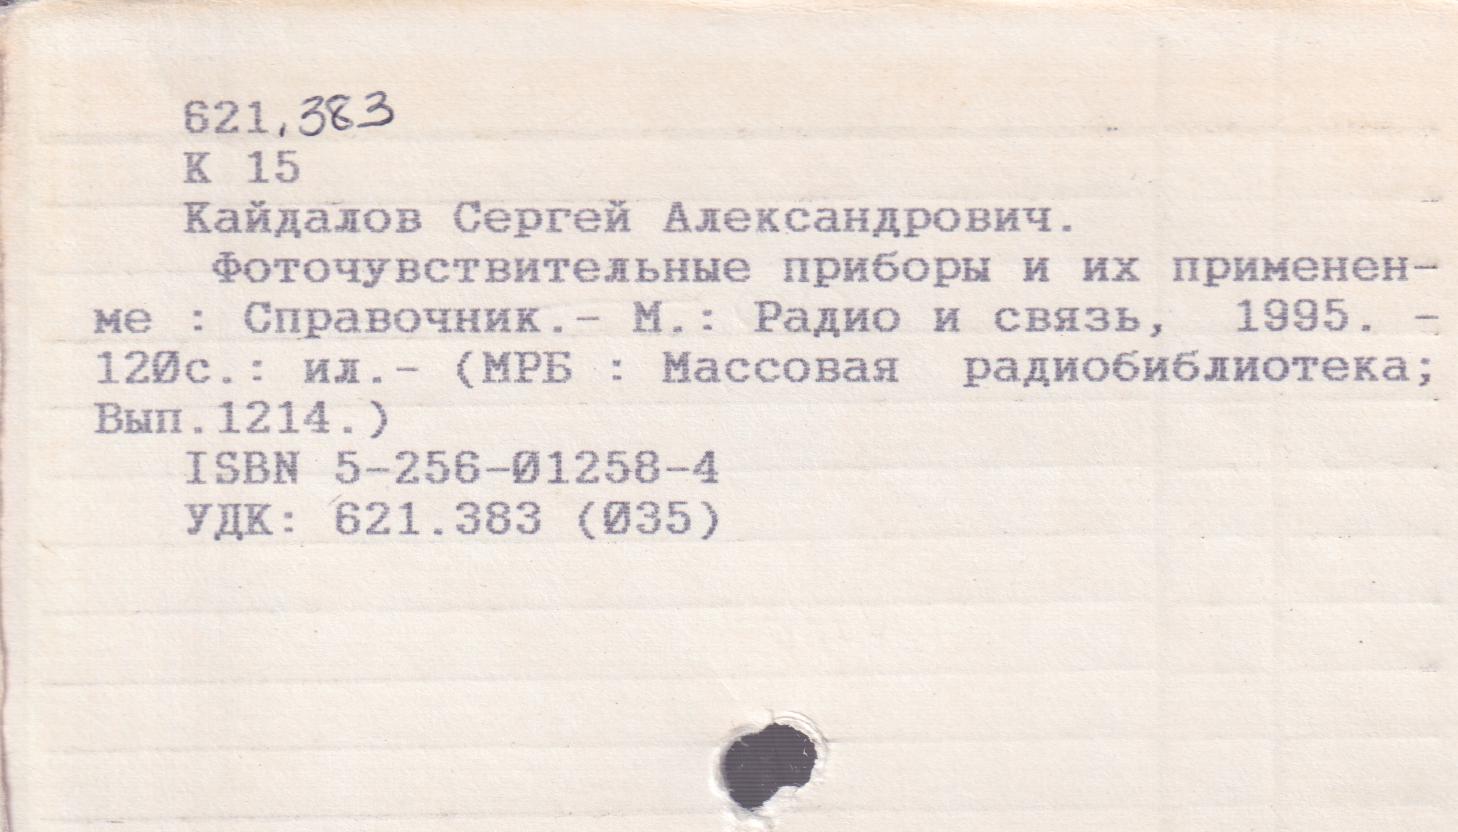 621.383
К 15
Кайдалов Сергей Александрович.
Фоточувствительные приборы и их применен-
ме : Справочник.- М.: Радио и связь, 1995. -
120с.: ил.- (МРБ : Массовая радиобиблиотека;
Вып.1214.)
ISBN 5-256-01258-4
УДК: 621.383 (035)